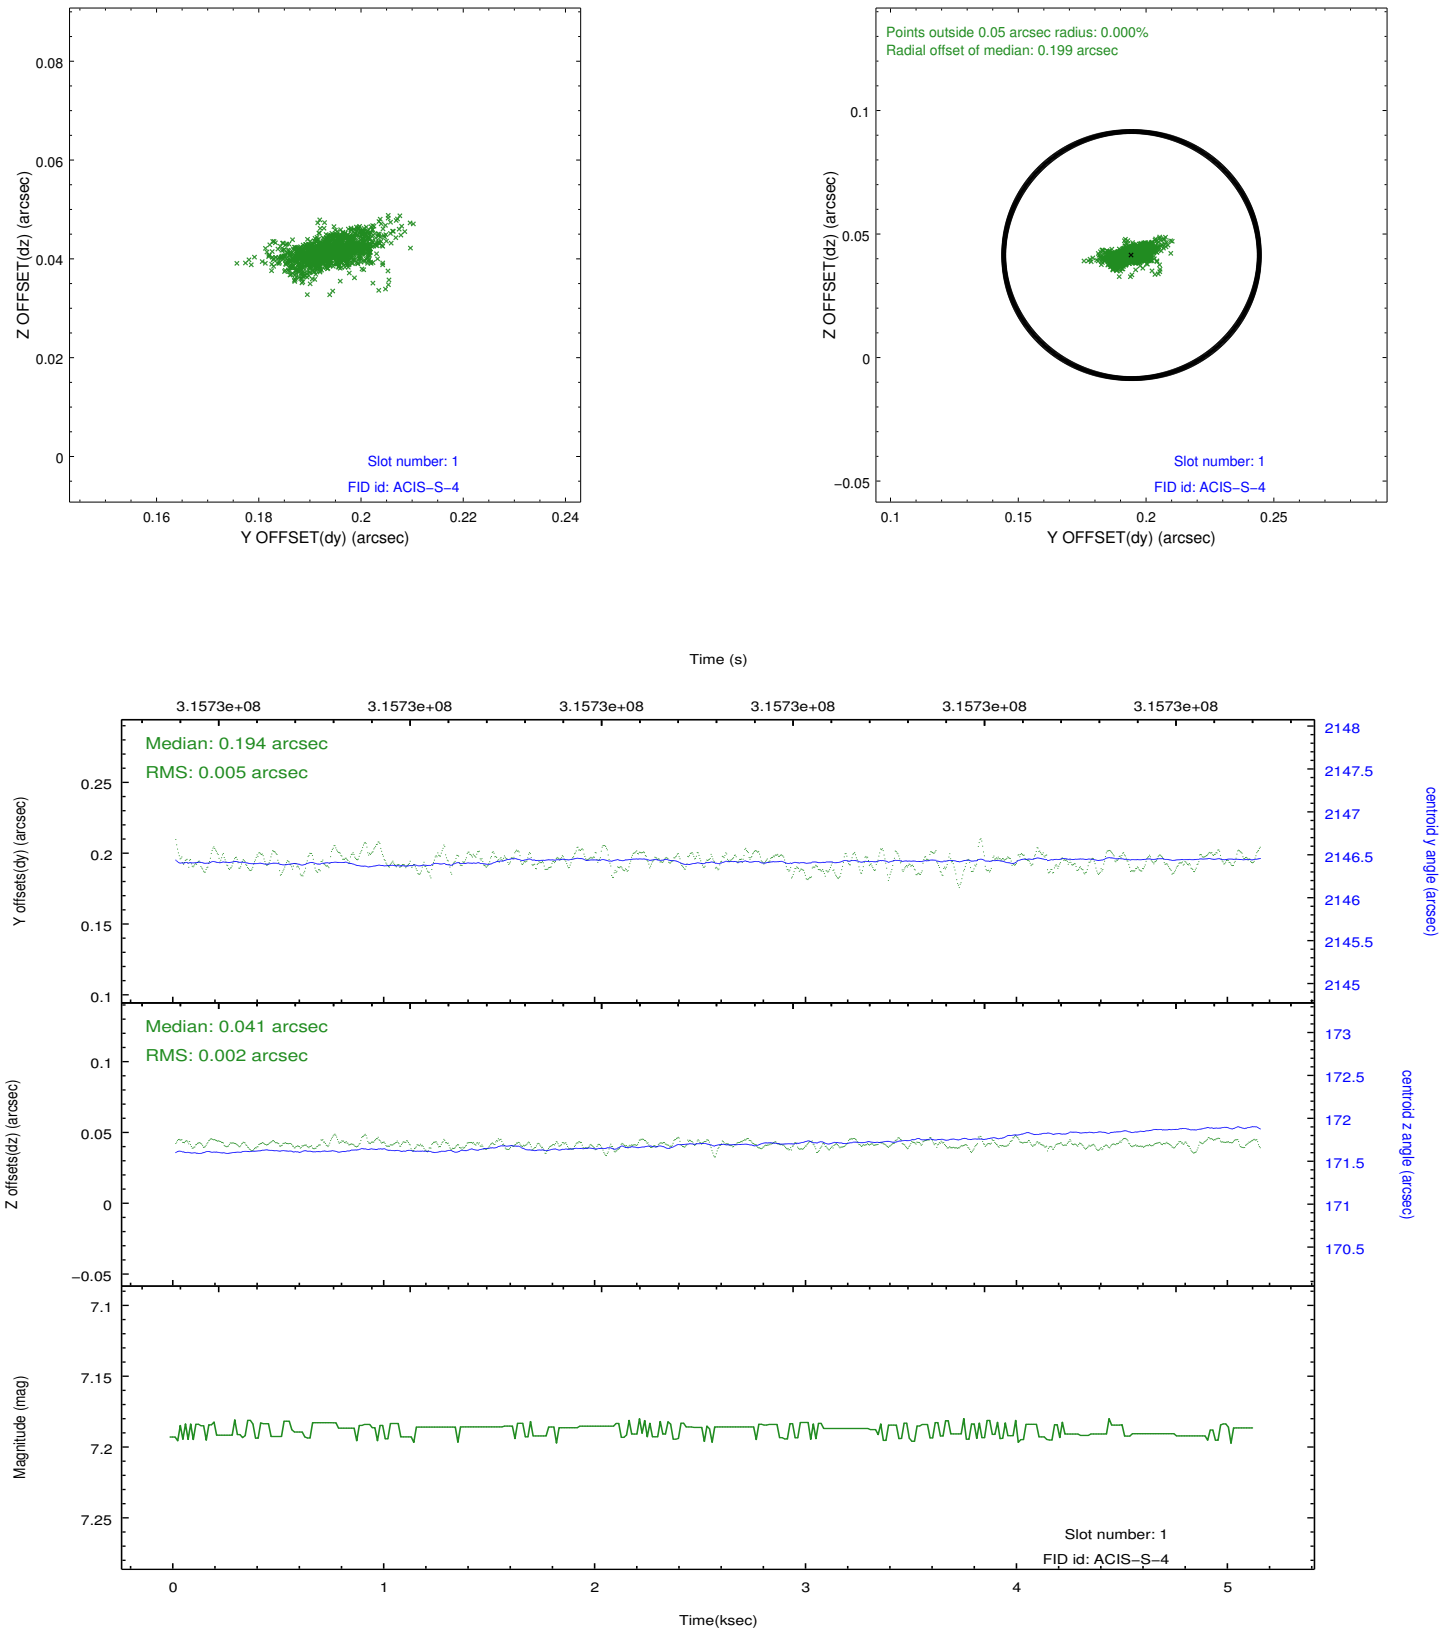 0.08
0.06
0.04
0.02
0
Z OFFSET(dz) (arcsec)
Slot number: 1
FID id: ACIS−S−4
0.16
0.18
0.2
0.22
0.24
Y OFFSET(dy) (arcsec)
Points outside 0.05 arcsec radius: 0.000%
Radial offset of median: 0.199 arcsec
0.1
0.05
0
−0.05
Z OFFSET(dz) (arcsec)
Slot number: 1
FID id: ACIS−S−4
0.1
0.15
0.2
0.25
Y OFFSET(dy) (arcsec)
Time (s)
3.1573e+08
3.1573e+08
3.1573e+08
3.1573e+08
3.1573e+08
3.1573e+08
Median: 0.194 arcsec
RMS: 0.005 arcsec
0.25
0.2
0.15
0.1
Y offsets(dy) (arcsec)
2148
2147.5
2147
2146.5
2146
2145.5
2145
centroid y angle (arcsec)
Median: 0.041 arcsec
RMS: 0.002 arcsec
0.1
0.05
0
−0.05
Z offsets(dz) (arcsec)
173
172.5
172
171.5
171
170.5
centroid z angle (arcsec)
7.1
7.15
7.2
7.25
Magnitude (mag)
Slot number: 1
FID id: ACIS−S−4
0
1
2
3
4
5
Time(ksec)